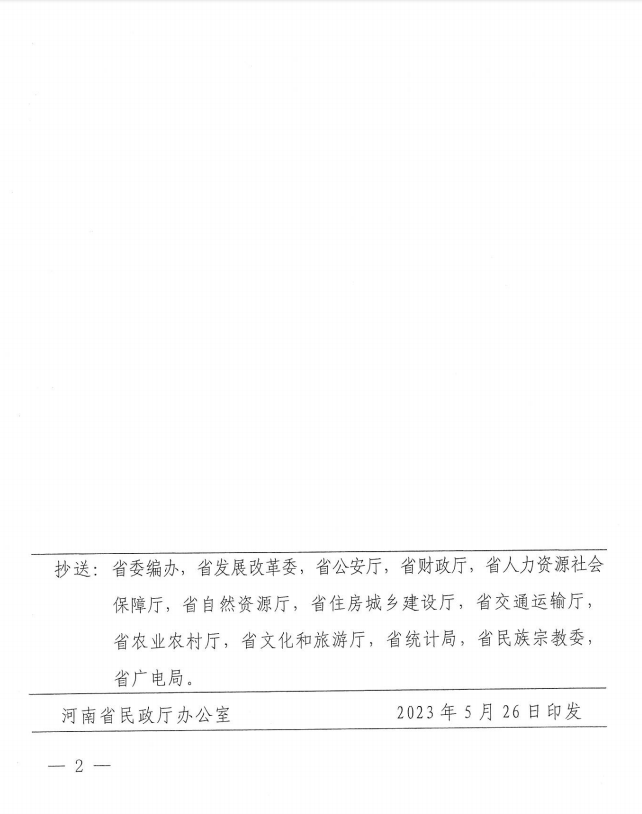 抄送：省委编办，省发展改革委，省公安厅，省财政厅，省人力资源社会
保障厅，省自然资源厅，省住房城乡建设厅，省交通运输厅，
省农业农村厅，省文化和旅游厅，省统计局，省民族宗教委，
省广电局。
河南省民政厅办公室 2023年5月26日印发
— 2 —